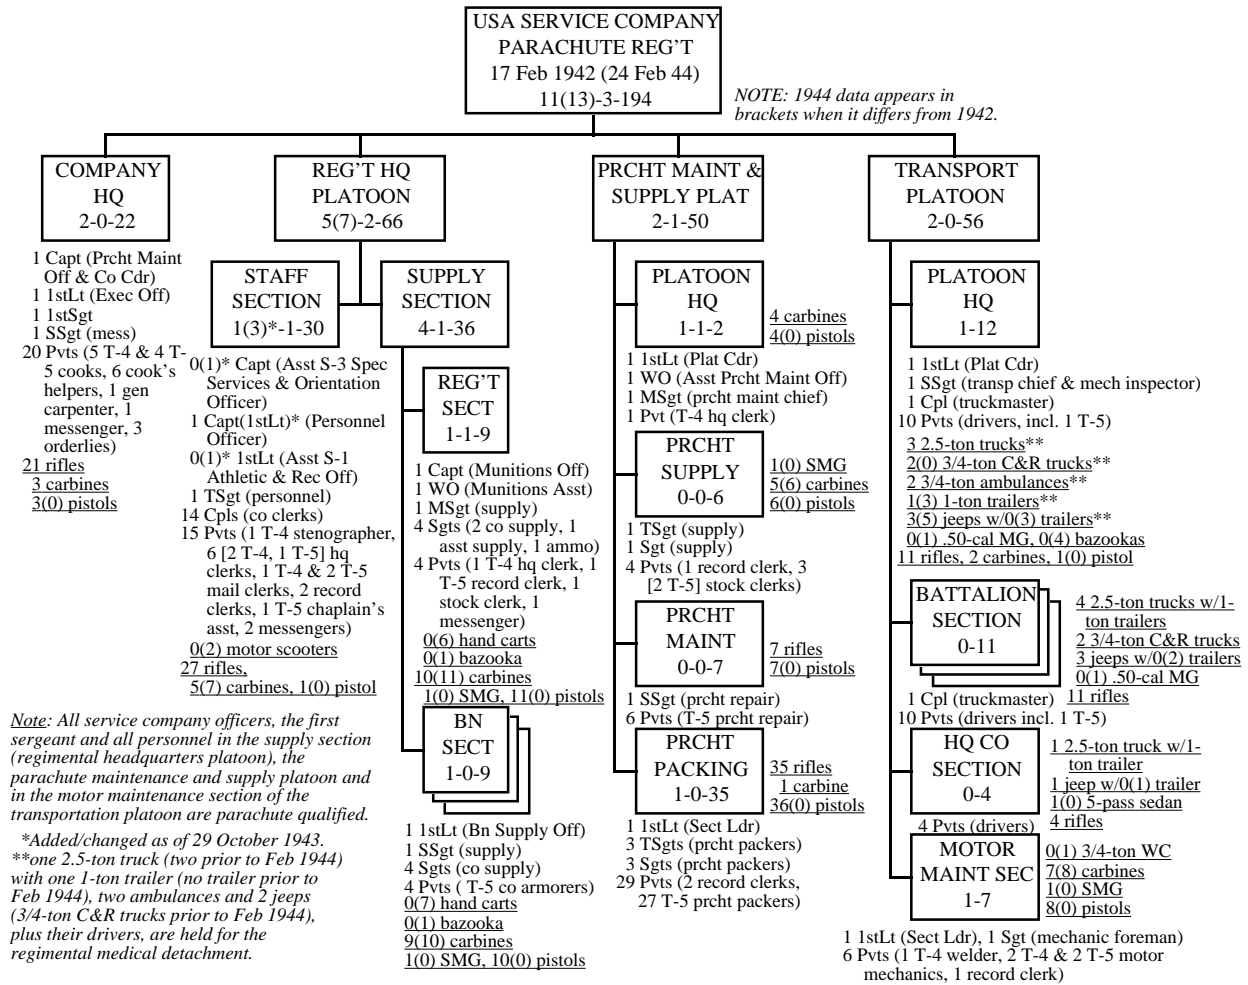 USA SERVICE COMPANY
PARACHUTE REG'T
17 Feb 1942 (24 Feb 44)
11(13)-3-194
NOTE: 1944 data appears in
brackets when it differs from 1942.
COMPANY
HQ
2-0-22
1 Capt (Prcht Maint
Off & Co Cdr)
1 1stLt (Exec Off)
1 1stSgt
1 SSgt (mess)
20 Pvts (5 T-4 & 4 T-
5 cooks, 6 cook's
helpers, 1 gen
carpenter, 1
messenger, 3
orderlies)
21 rifles
3 carbines
3(0) pistols
REG'T HQ
PLATOON
5(7)-2-66
STAFF
SECTION
1(3)*-1-30
0(1)* Capt (Asst S-3 Spec
Services & Orientation
Officer)
1 Capt(1stLt)* (Personnel
Officer)
0(1)* 1stLt (Asst S-1
Athletic & Rec Off)
1 TSgt (personnel)
14 Cpls (co clerks)
15 Pvts (1 T-4 stenographer,
6 [2 T-4, 1 T-5] hq
clerks, 1 T-4 & 2 T-5
mail clerks, 2 record
clerks, 1 T-5 chaplain's
asst, 2 messengers)
0(2) motor scooters
27 rifles,
5(7) carbines, 1(0) pistol
SUPPLY
SECTION
4-1-36
REG'T
SECT
1-1-9
1 Capt (Munitions Off)
1 WO (Munitions Asst)
1 MSgt (supply)
4 Sgts (2 co supply, 1
asst supply, 1 ammo)
4 Pvts (1 T-4 hq clerk, 1
T-5 record clerk, 1
stock clerk, 1
messenger)
0(6) hand carts
0(1) bazooka
10(11) carbines
1(0) SMG, 11(0) pistols
BN
SECT
1-0-9
1 1stLt (Bn Supply Off)
1 SSgt (supply)
4 Sgts (co supply)
4 Pvts ( T-5 co armorers)
0(7) hand carts
0(1) bazooka
9(10) carbines
1(0) SMG, 10(0) pistols
PRCHT MAINT &
SUPPLY PLAT
2-1-50
PLATOON
HQ
1-1-2
4 carbines
4(0) pistols
1 1stLt (Plat Cdr)
1 WO (Asst Prcht Maint Off)
1 MSgt (prcht maint chief)
1 Pvt (T-4 hq clerk)
PRCHT
SUPPLY
0-0-6
1(0) SMG
5(6) carbines
6(0) pistols
1 TSgt (supply)
1 Sgt (supply)
4 Pvts (1 record clerk, 3
[2 T-5] stock clerks)
PRCHT
MAINT
0-0-7
7 rifles
7(0) pistols
1 SSgt (prcht repair)
6 Pvts (T-5 prcht repair)
PRCHT
PACKING
1-0-35
35 rifles
1 carbine
36(0) pistols
1 1stLt (Sect Ldr)
3 TSgts (prcht packers)
3 Sgts (prcht packers)
29 Pvts (2 record clerks,
27 T-5 prcht packers)
TRANSPORT
PLATOON
2-0-56
PLATOON
HQ
1-12
1 1stLt (Plat Cdr)
1 SSgt (transp chief & mech inspector)
1 Cpl (truckmaster)
10 Pvts (drivers, incl. 1 T-5)
3 2.5-ton trucks**
2(0) 3/4-ton C&R trucks**
2 3/4-ton ambulances**
1(3) 1-ton trailers**
3(5) jeeps w/0(3) trailers**
0(1) .50-cal MG, 0(4) bazookas
11 rifles, 2 carbines, 1(0) pistol
BATTALION
SECTION
0-11
4 2.5-ton trucks w/1-
ton trailers
2 3/4-ton C&R trucks
3 jeeps w/0(2) trailers
0(1) .50-cal MG
11 rifles
1 Cpl (truckmaster)
10 Pvts (drivers incl. 1 T-5)
HQ CO
SECTION
0-4
1 2.5-ton truck w/1-
ton trailer
1 jeep w/0(1) trailer
1(0) 5-pass sedan
4 rifles
4 Pvts (drivers)
MOTOR
MAINT SEC
1-7
0(1) 3/4-ton WC
7(8) carbines
1(0) SMG
8(0) pistols
1 1stLt (Sect Ldr), 1 Sgt (mechanic foreman)
6 Pvts (1 T-4 welder, 2 T-4 & 2 T-5 motor
mechanics, 1 record clerk)
Note: All service company officers, the first
sergeant and all personnel in the supply section
(regimental headquarters platoon), the
parachute maintenance and supply platoon and
in the motor maintenance section of the
transportation platoon are parachute qualified.
*Added/changed as of 29 October 1943.
**one 2.5-ton truck (two prior to Feb 1944)
with one 1-ton trailer (no trailer prior to
Feb 1944), two ambulances and 2 jeeps
(3/4-ton C&R trucks prior to Feb 1944),
plus their drivers, are held for the
regimental medical detachment.